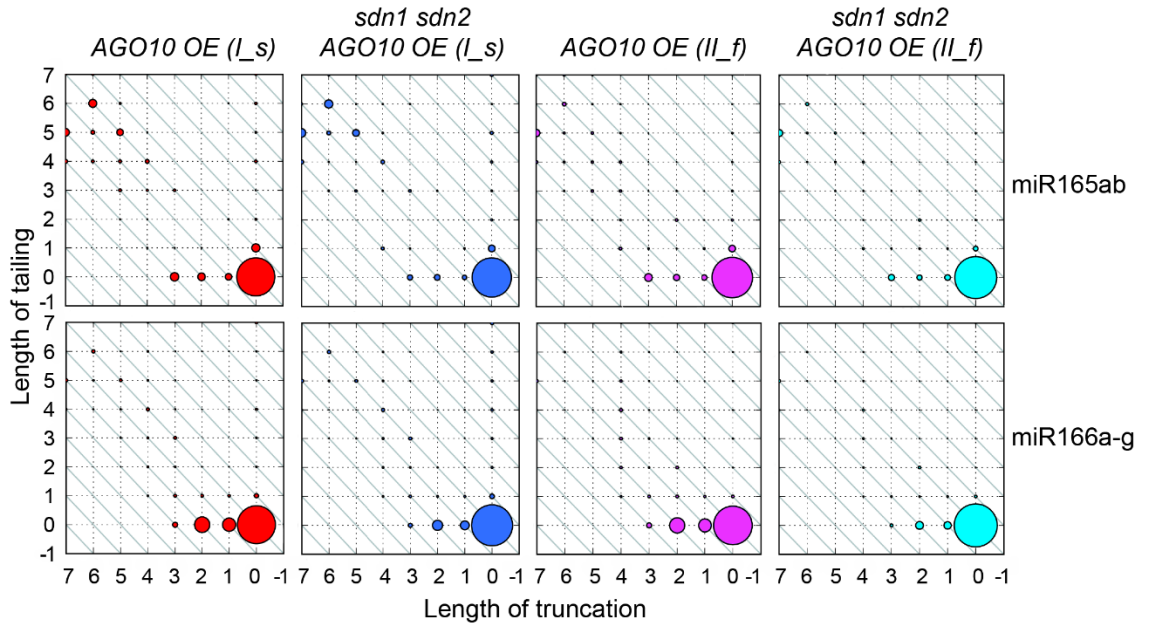 sdn1 sdn2 sdn1 sdn2
AGO10 OE (I_s) AGO10 OE (I_s) AGO10 OE (II_f) AGO10 OE (II_f)
7
6
5
4
3
2
1
0
-1
miR165ab
Length of tailing
7
6
5
4
3
2
1
0
-1
miR166a-g
7 6 5 4 3 2 1 0 -1 7 6 5 4 3 2 1 0 -1 7 6 5 4 3 2 1 0 -1 7 6 5 4 3 2 1 0 -1
Length of truncation